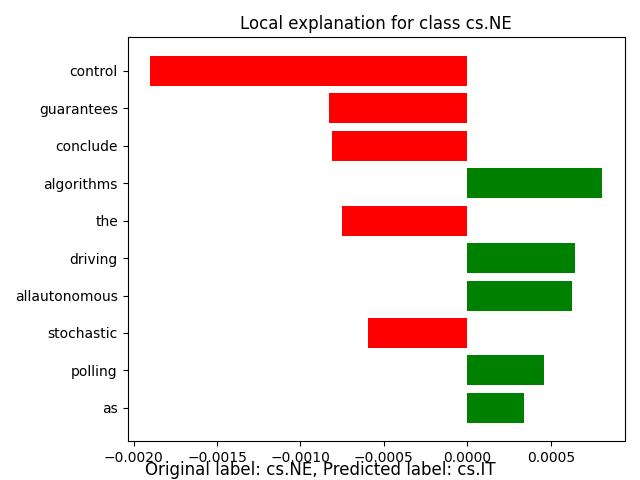 Local explanation for class cs.NE
control
guarantees
conclude
algorithms
the
driving
allautonomous
stochastic
polling
as
−0.0020 −0.0015 −0.0010 −0.0005 0.0000 0.0005
Original label: cs.NE, Predicted label: cs.IT